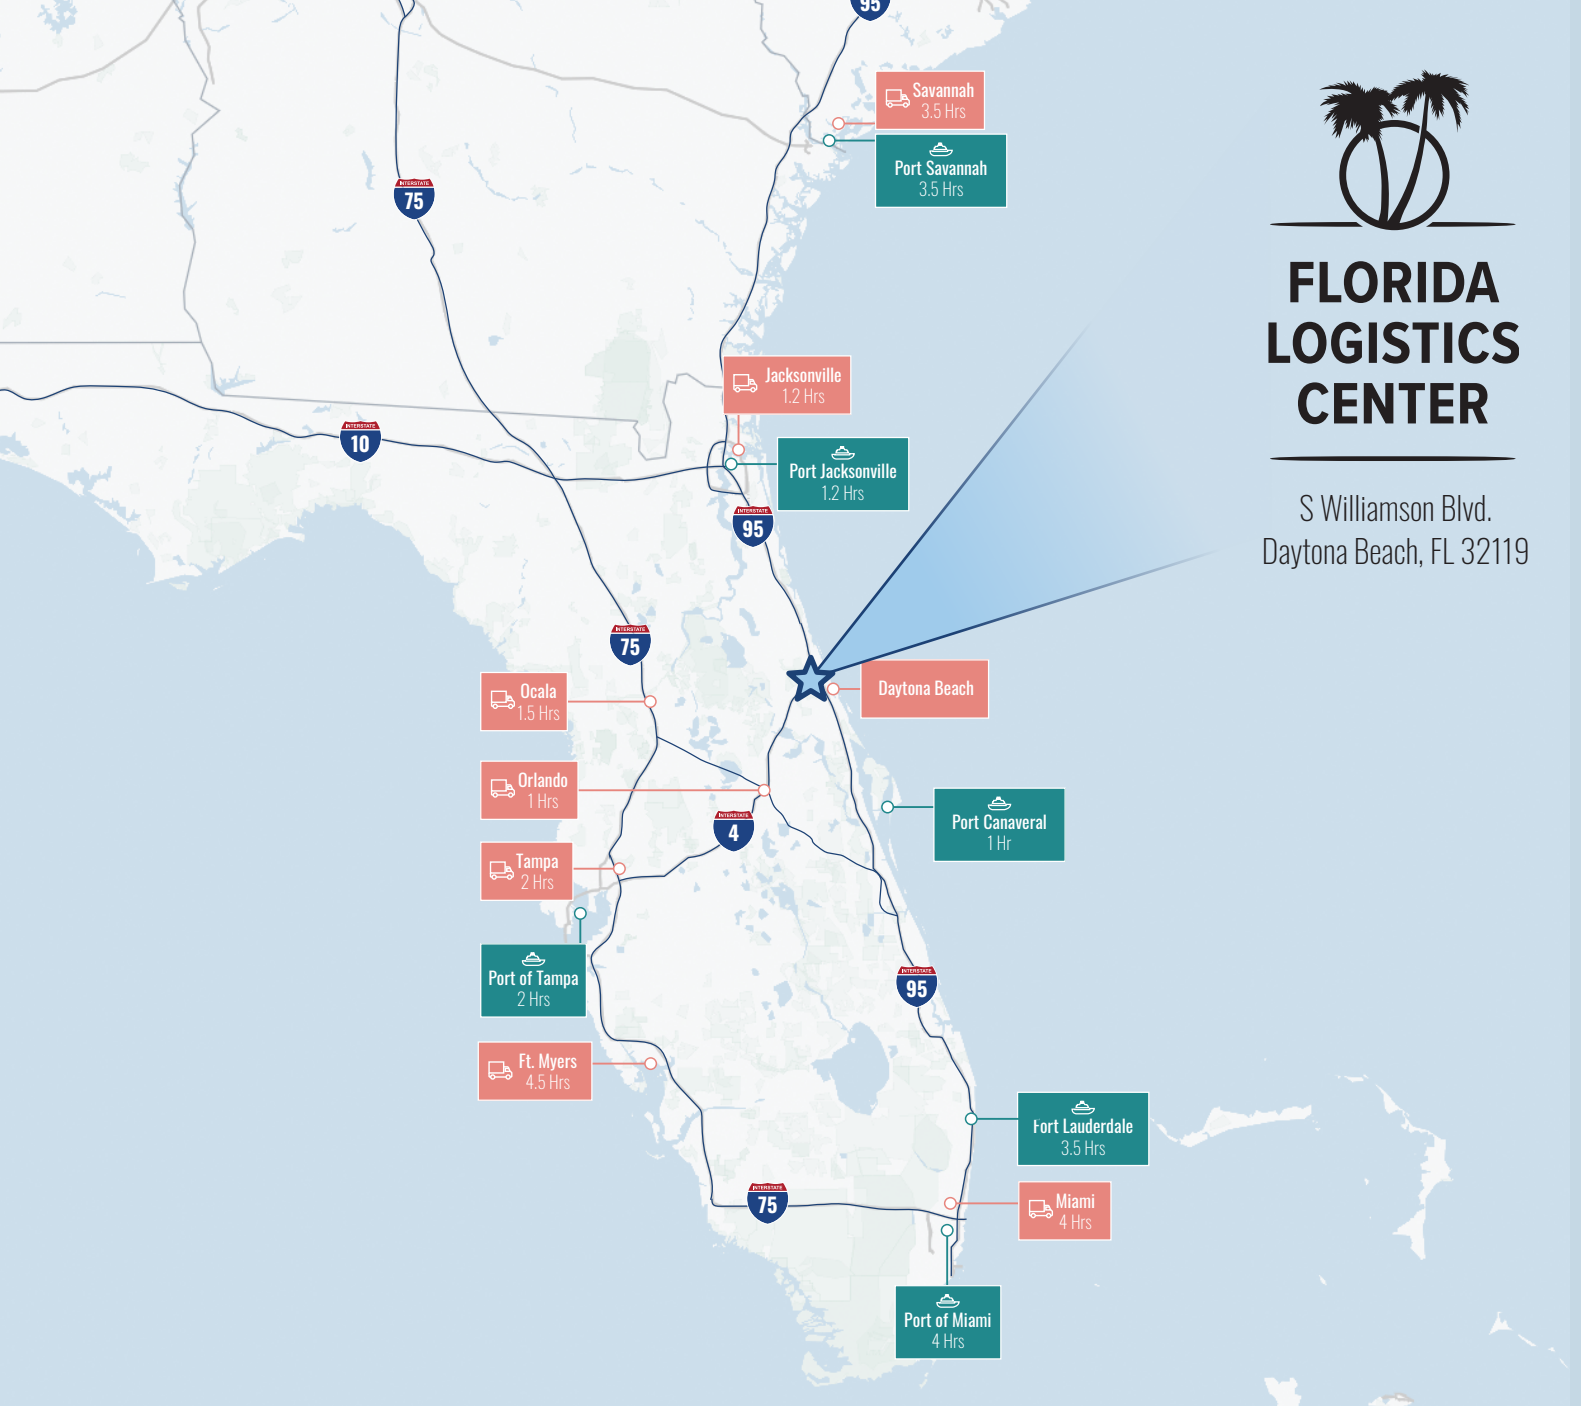 95
Savannah
3.5 Hrs
Port Savannah
3.5 Hrs
INTERSTATE
75
FLORIDA
LOGISTICS
CENTER
Jacksonville
1.2 Hrs
INTERSTATE
10
Port Jacksonville
1.2 Hrs
S Williamson Blvd.
Daytona Beach, FL 32119
INTERSTATE
95
INTERSTATE
75
Ocala
1.5 Hrs
Daytona Beach
Orlando
1 Hrs
INTERSTATE
4
Port Canaveral
1 Hr
Tampa
2 Hrs
Port of Tampa
2 Hrs
INTERSTATE
95
Ft. Myers
4.5 Hrs
Fort Lauderdale
3.5 Hrs
INTERSTATE
75
Miami
4 Hrs
Port of Miami
4 Hrs